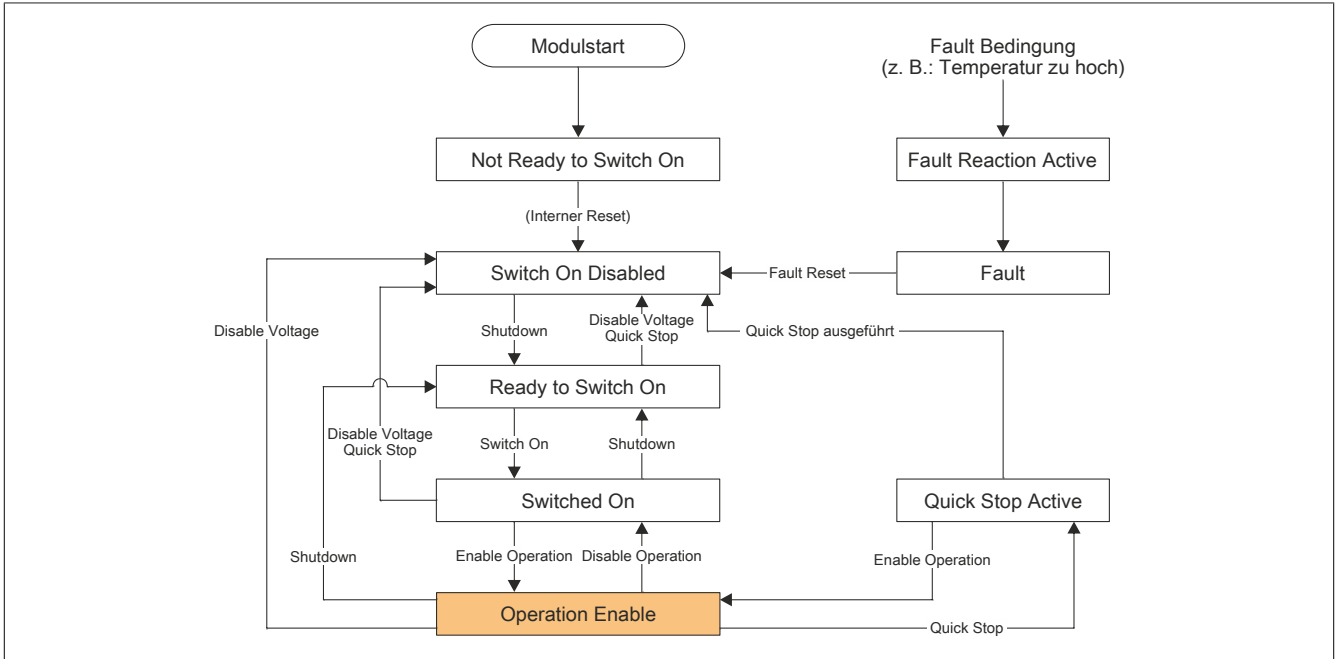 Modulstart
Fault Bedingung
(z. B.: Temperatur zu hoch)
Not Ready to Switch On
Fault Reaction Active
(Interner Reset)
Switch On Disabled
Fault Reset
Fault
Disable Voltage
Shutdown
Disable Voltage
Quick Stop
Quick Stop ausgeführt
Ready to Switch On
Disable Voltage
Quick Stop
Switch On
Shutdown
Switched On
Quick Stop Active
Shutdown
Enable Operation
Disable Operation
Enable Operation
Operation Enable
Quick Stop